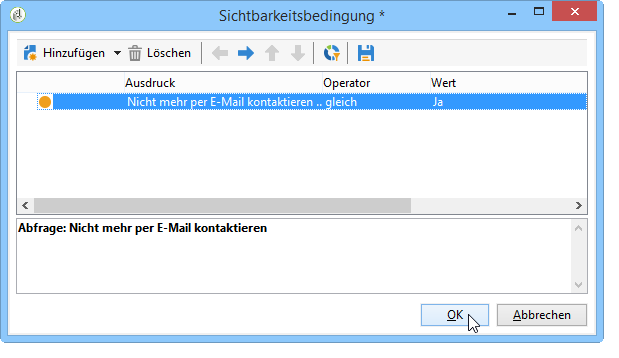 Sichtbarkeitsbedingung *
Hinzufügen Löschen
Ausdruck Operator Wert
Nicht mehr per E-Mail kontaktieren .. gleich Ja
Abfrage: Nicht mehr per E-Mail kontaktieren
OK Abbrechen